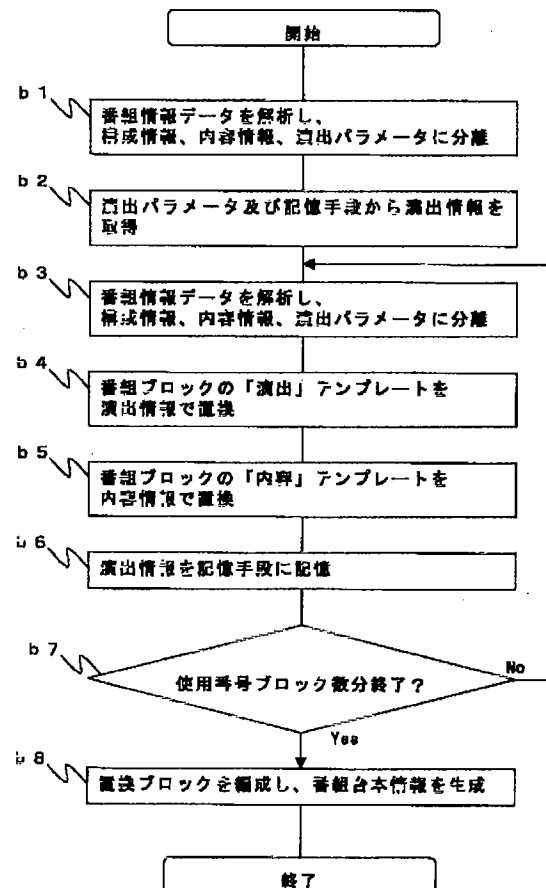 開始
b1
番組情報データを解析し、
構成情報、内容情報、演出パラメータに分離
b2
演出パラメータ及び記憶手段から演出情報を
取得
b3
番組情報データを解析し、
構成情報、内容情報、演出パラメータに分離
b4
番組ブロックの「演出」テンプレートを
演出情報で置換
b5
番組ブロックの「内容」テンプレートを
内容情報で置換
b6
演出情報を記憶手段に記憶
b7
使用番号ブロック数分終了?
No
Yes
b8
置換ブロックを編成し、番組台本情報を生成
終了